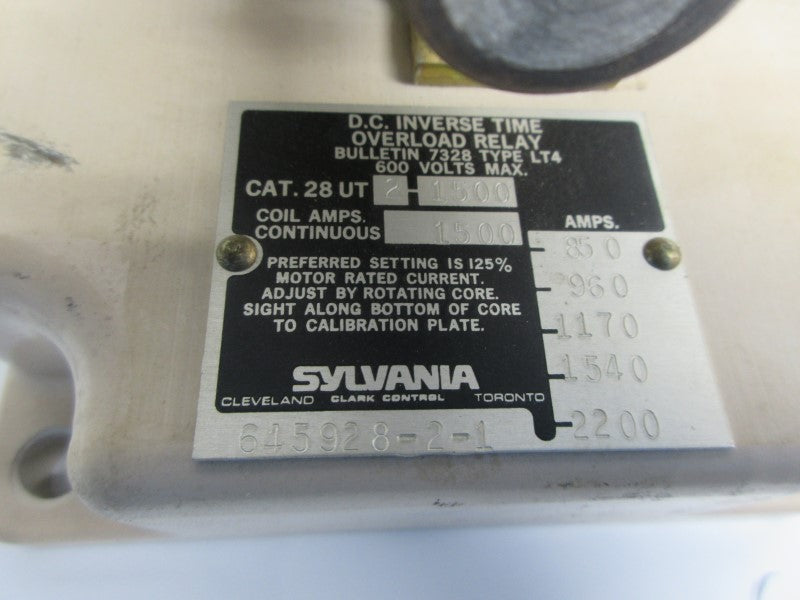 D.C. INVERSE TIME
OVERLOAD RELAY
BULLETIN 7328 TYPE LT4
600 VOLTS MAX.
CAT. 28 UT 2-1500
COIL AMPS.
CONTINUOUS 1500
PREFERRED SETTING IS 125%
MOTOR RATED CURRENT.
ADJUST BY ROTATING CORE.
SIGHT ALONG BOTTOM OF CORE
TO CALIBRATION PLATE.
SYLVANIA
CLEVELAND CLARK CONTROL TORONTO
645928-2-1
AMPS.
850
960
1170
1540
2200